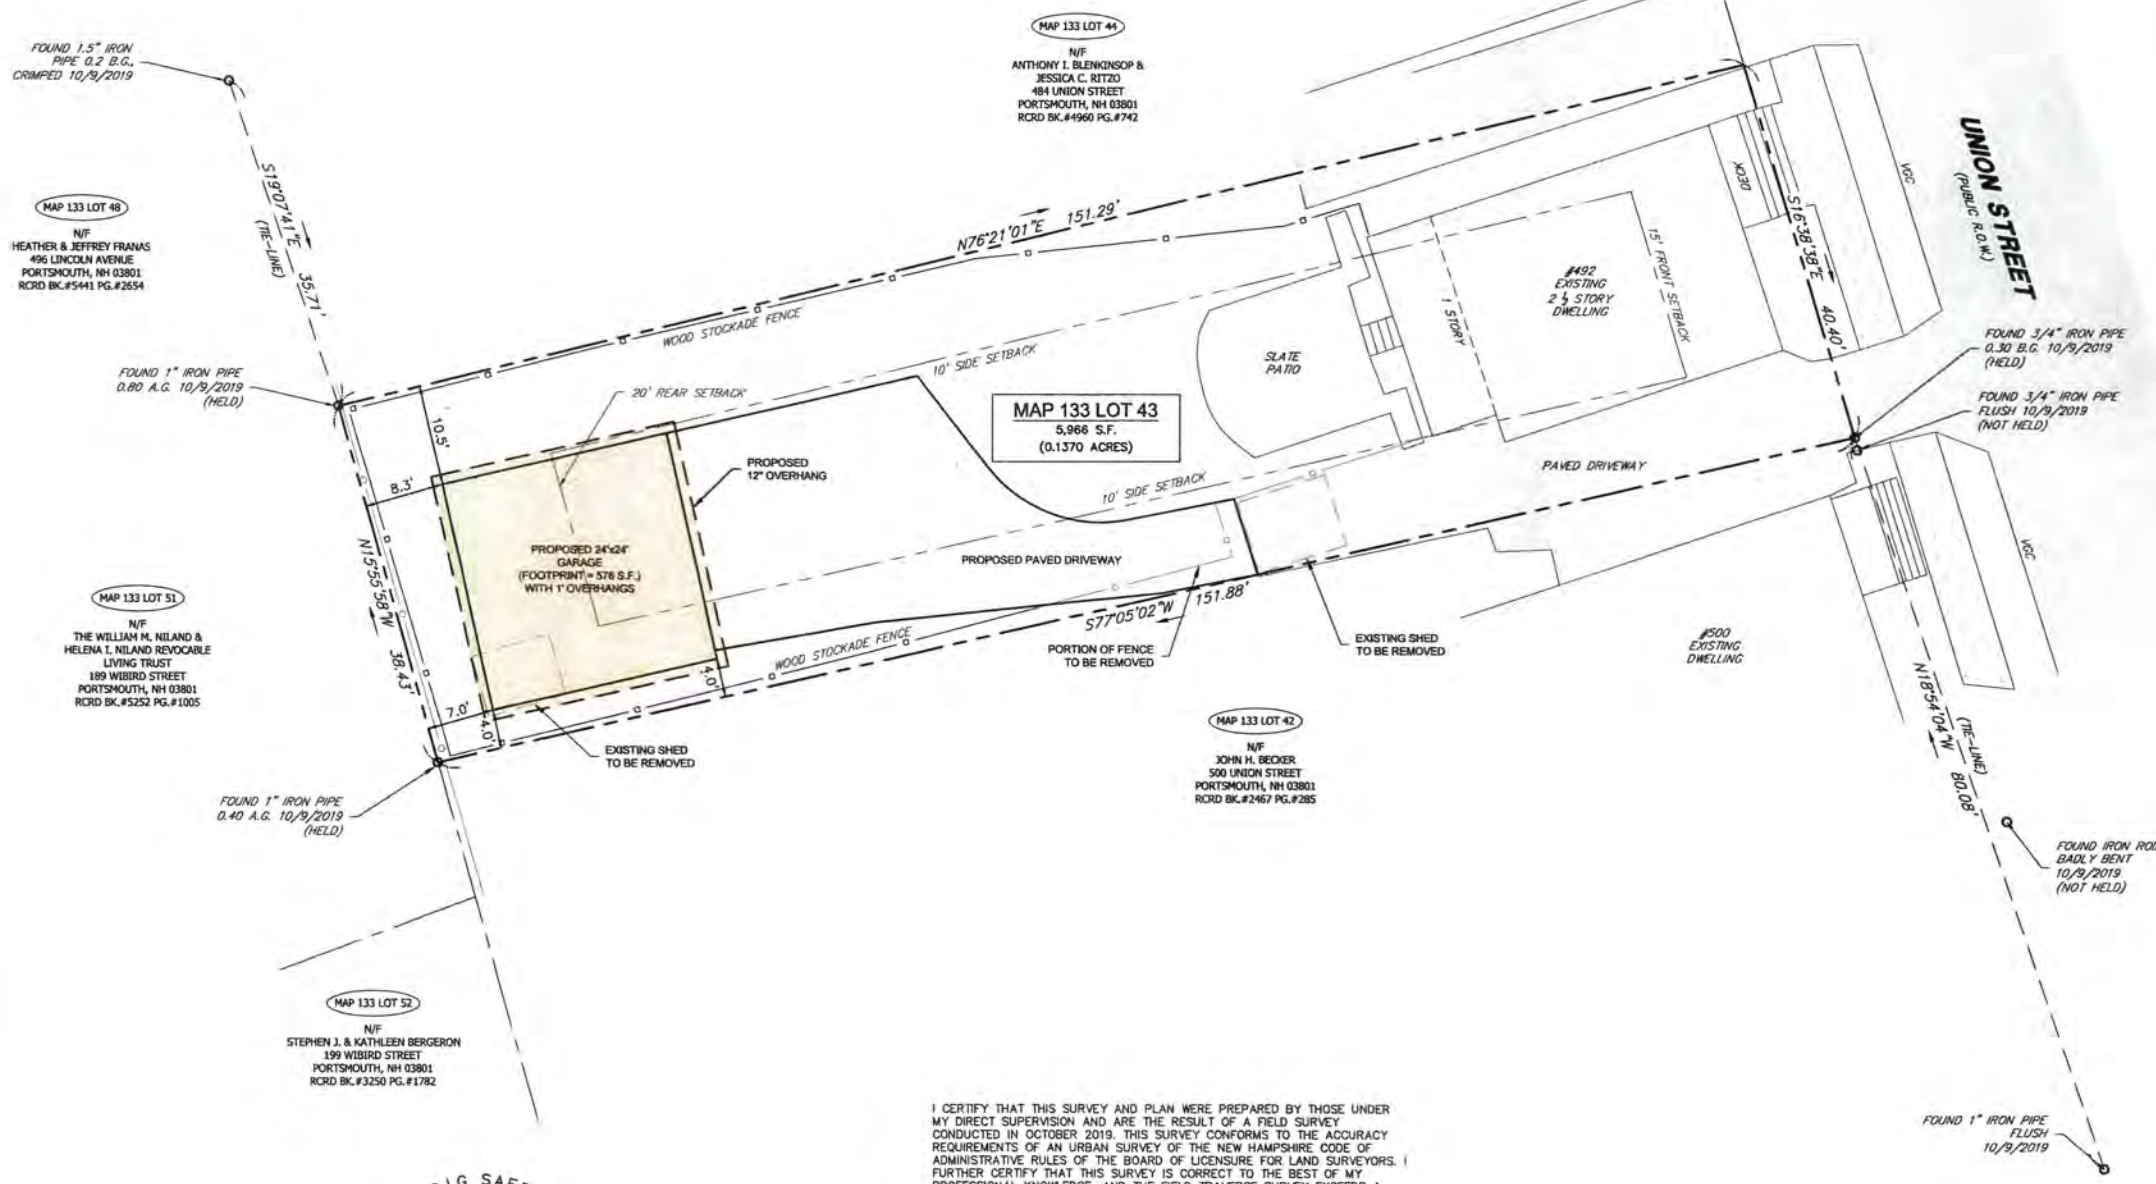 FOUND 1.5" IRON
PIPE 0.2 B.G.,
CRIMPED 10/9/2019
S19°07'41"E 35.71'
(TIE-LINE)
MAP 133 LOT 48
N/F
HEATHER & JEFFREY FRANAS
496 LINCOLN AVENUE
PORTSMOUTH, NH 03801
RCRD BK.#5441 PG.#2654
MAP 133 LOT 44
N/F
ANTHONY I. BLENKINSOP &
JESSICA C. RITZO
484 UNION STREET
PORTSMOUTH, NH 03801
RCRD BK.#4960 PG.#742
UNION STREET
(PUBLIC R.O.W.)
VGC
DECK
S16°38'38"E 40.40'
N76°21'01"E 151.29'
WOOD STOCKADE FENCE
10' SIDE SETBACK
15' FRONT SETBACK
#492
EXISTING
2 ½ STORY
DWELLING
1 STORY
SLATE
PATIO
FOUND 1" IRON PIPE
0.80 A.G. 10/9/2019
(HELD)
20' REAR SETBACK
MAP 133 LOT 43
5,966 S.F.
(0.1370 ACRES)
FOUND 3/4" IRON PIPE
0.30 B.G. 10/9/2019
(HELD)
FOUND 3/4" IRON PIPE
FLUSH 10/9/2019
(NOT HELD)
10.5'
8.3'
PROPOSED
12" OVERHANG
10' SIDE SETBACK
PAVED DRIVEWAY
PROPOSED 24'x24'
GARAGE
(FOOTPRINT = 576 S.F.)
WITH 1' OVERHANGS
PROPOSED PAVED DRIVEWAY
N15°55'58"W 38.43'
MAP 133 LOT 51
N/F
THE WILLIAM M. NILAND &
HELENA I. NILAND REVOCABLE
LIVING TRUST
189 WIBIRD STREET
PORTSMOUTH, NH 03801
RCRD BK.#5252 PG.#1005
S77°05'02"W 151.88'
WOOD STOCKADE FENCE
PORTION OF FENCE
TO BE REMOVED
EXISTING SHED
TO BE REMOVED
#500
EXISTING
DWELLING
VGC
7.0'
4.0'
4.0'
EXISTING SHED
TO BE REMOVED
MAP 133 LOT 42
N/F
JOHN H. BECKER
500 UNION STREET
PORTSMOUTH, NH 03801
RCRD BK.#2467 PG.#285
N18°54'04"W 80.08'
(TIE-LINE)
FOUND 1" IRON PIPE
0.40 A.G. 10/9/2019
(HELD)
FOUND IRON ROD
BADLY BENT
10/9/2019
(NOT HELD)
MAP 133 LOT 52
N/F
STEPHEN J. & KATHLEEN BERGERON
199 WIBIRD STREET
PORTSMOUTH, NH 03801
RCRD BK.#3250 PG.#1782
FOUND 1" IRON PIPE
FLUSH
10/9/2019
I CERTIFY THAT THIS SURVEY AND PLAN WERE PREPARED BY THOSE UNDER
MY DIRECT SUPERVISION AND ARE THE RESULT OF A FIELD SURVEY
CONDUCTED IN OCTOBER 2019. THIS SURVEY CONFORMS TO THE ACCURACY
REQUIREMENTS OF AN URBAN SURVEY OF THE NEW HAMPSHIRE CODE OF
ADMINISTRATIVE RULES OF THE BOARD OF LICENSURE FOR LAND SURVEYORS. I
FURTHER CERTIFY THAT THIS SURVEY IS CORRECT TO THE BEST OF MY
PROFESSIONAL KNOWLEDGE, AND THE FIELD TRAVERSE SURVEY EXCEEDS A